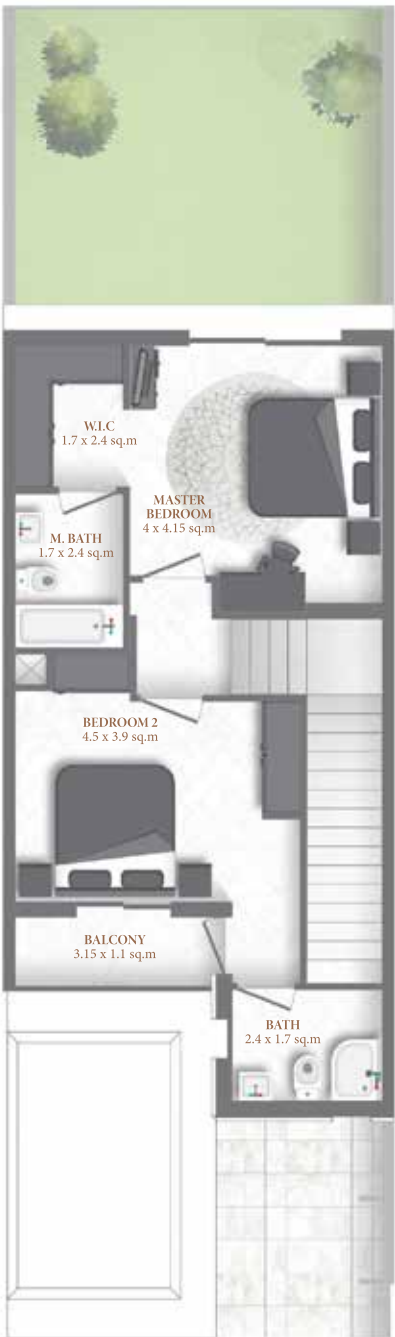 W.I.C
1.7 x 2.4 sq.m
MASTER
BEDROOM
4 x 4.15 sq.m
M. BATH
1.7 x 2.4 sq.m
BEDROOM 2
4.5 x 3.9 sq.m
BALCONY
3.15 x 1.1 sq.m
BATH
2.4 x 1.7 sq.m